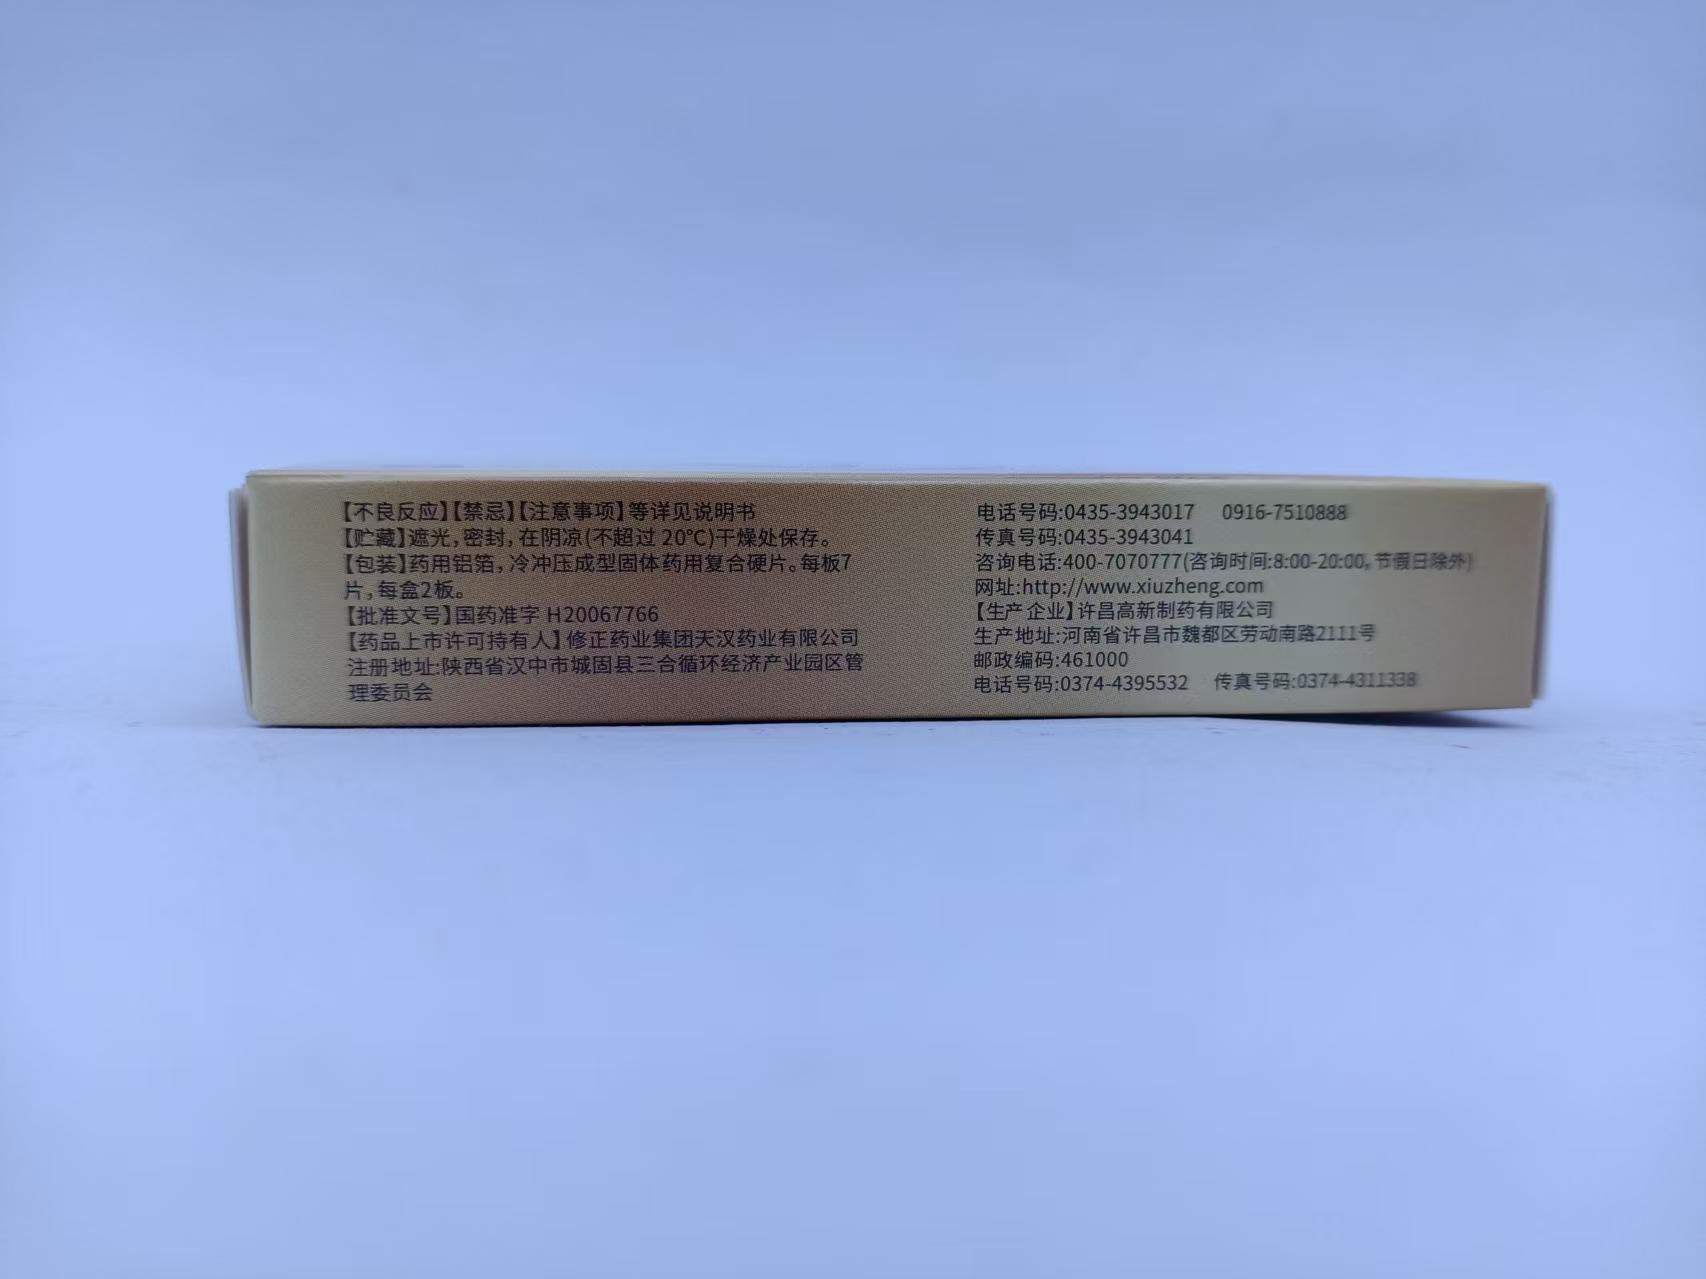 【不良反应】【禁忌】【注意事项】等详见说明书
【贮藏】遮光,密封,在阴凉(不超过 20℃)干燥处保存。
【包装】药用铝箔,冷冲压成型固体药用复合硬片。每板7
片,每盒2板。
【批准文号】国药准字 H20067766
【药品上市许可持有人】修正药业集团天汉药业有限公司
注册地址:陕西省汉中市城固县三合循环经济产业园区管
理委员会
电话号码:0435-3943017 0916-7510888
传真号码:0435-3943041
咨询电话:400-7070777(咨询时间:8:00-20:00,节假日除外)
网址:http://www.xiuzheng.com
【生产企业】许昌高新制药有限公司
生产地址:河南省许昌市魏都区劳动南路2111号
邮政编码:461000
电话号码:0374-4395532 传真号码:0374-4311338